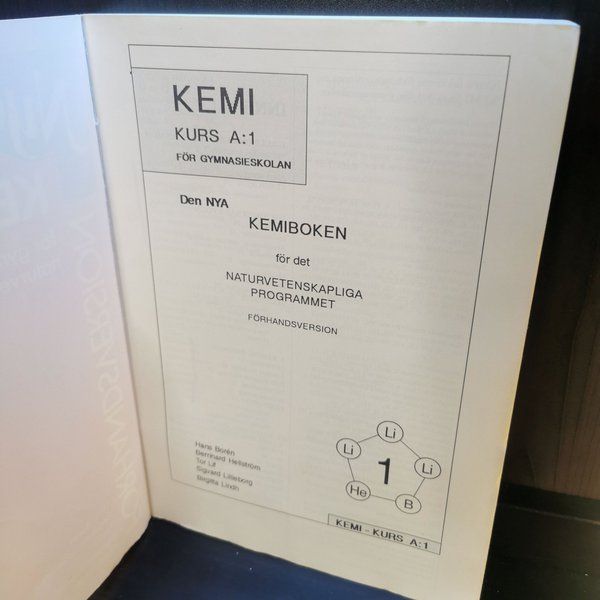 KEMI
KURS A:1
FÖR GYMNASIESKOLAN
Den NYA
KEMIBOKEN
för det
NATURVETENSKAPLIGA
PROGRAMMET
FÖRHANDSVERSION
Hans Borén
Bernhard Hellström
Tor Lif
Sigvard Lillieborg
Birgitta Lindh
Li
Li
Li
1
He
B
KEMI - KURS A:1